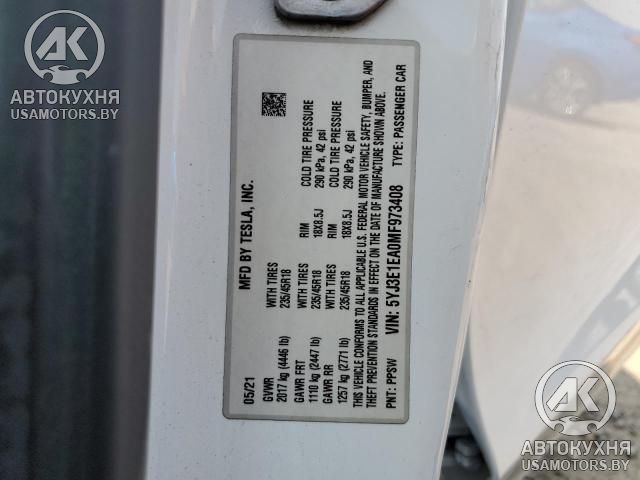 AK
АВТОКУХНЯ
USAMOTORS.BY
MFD BY TESLA, INC.
05/21
GVWR
2017 kg (4446 lb)
WITH TIRES
235/45R18
RIM
18X8.5J
COLD TIRE PRESSURE
290 kPa, 42 psi
GAWR FRT
1110 kg (2447 lb)
WITH TIRES
235/45R18
RIM
18X8.5J
COLD TIRE PRESSURE
290 kPa, 42 psi
GAWR RR
1257 kg (2771 lb)
THIS VEHICLE CONFORMS TO ALL APPLICABLE U.S. FEDERAL MOTOR VEHICLE SAFETY, BUMPER, AND
THEFT PREVENTION STANDARDS IN EFFECT ON THE DATE OF MANUFACTURE SHOWN ABOVE.
VIN: 5YJ3E1EA0MF973408
PNT: PPSW
TYPE: PASSENGER CAR
AK
АВТОКУХНЯ
USAMOTORS.BY